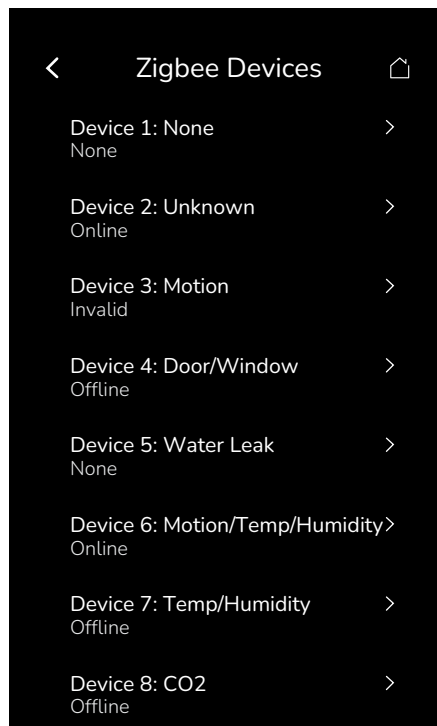 Zigbee Devices
Device 1: None
None
Device 2: Unknown
Online
Device 3: Motion
Invalid
Device 4: Door/Window
Offline
Device 5: Water Leak
None
Device 6: Motion/Temp/Humidity
Online
Device 7: Temp/Humidity
Offline
Device 8: CO2
Offline